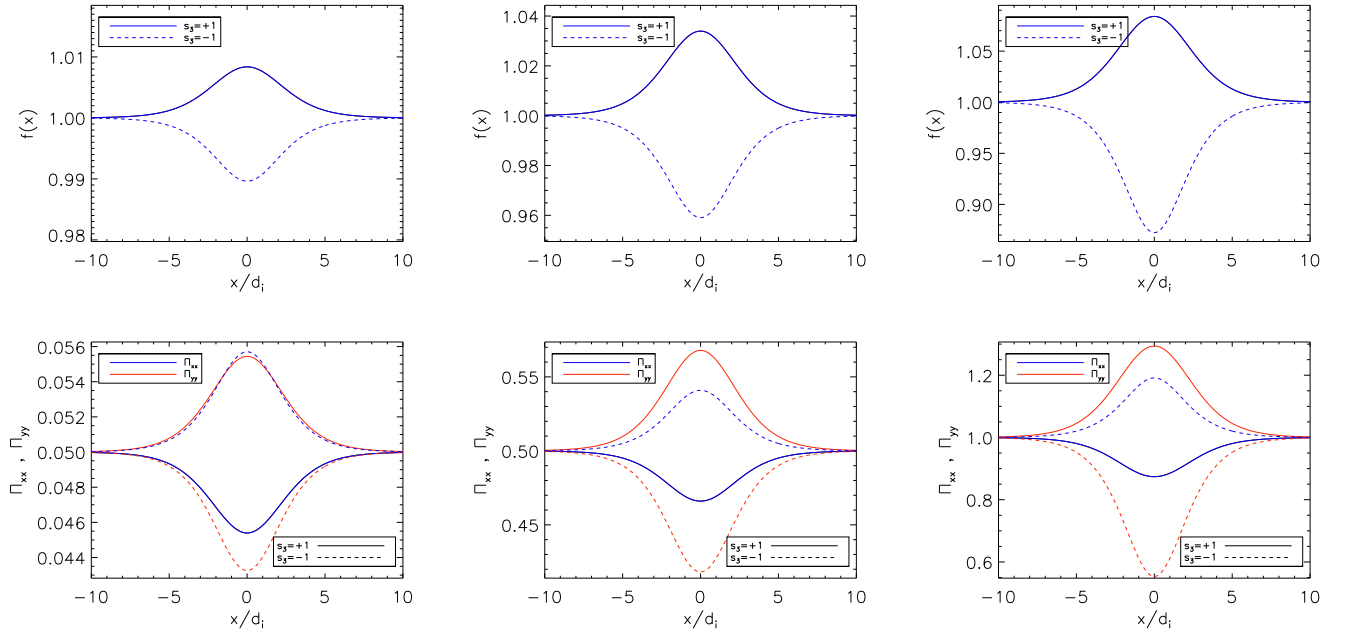 s₃=+1
s₃=−1
1.01
1.00
0.99
0.98
f(x)
−10 −5 0 5 10
x/dᵢ
s₃=+1
s₃=−1
1.04
1.02
1.00
0.98
0.96
f(x)
−10 −5 0 5 10
x/dᵢ
s₃=+1
s₃=−1
1.05
1.00
0.95
0.90
f(x)
−10 −5 0 5 10
x/dᵢ
Πₓₓ
Πyy
0.056
0.054
0.052
0.050
0.048
0.046
0.044
Πₓₓ , Πyy
s₃=+1
s₃=−1
−10 −5 0 5 10
x/dᵢ
Πₓₓ
Πyy
0.55
0.50
0.45
Πₓₓ , Πyy
s₃=+1
s₃=−1
−10 −5 0 5 10
x/dᵢ
Πₓₓ
Πyy
1.2
1.0
0.8
0.6
Πₓₓ , Πyy
s₃=+1
s₃=−1
−10 −5 0 5 10
x/dᵢ